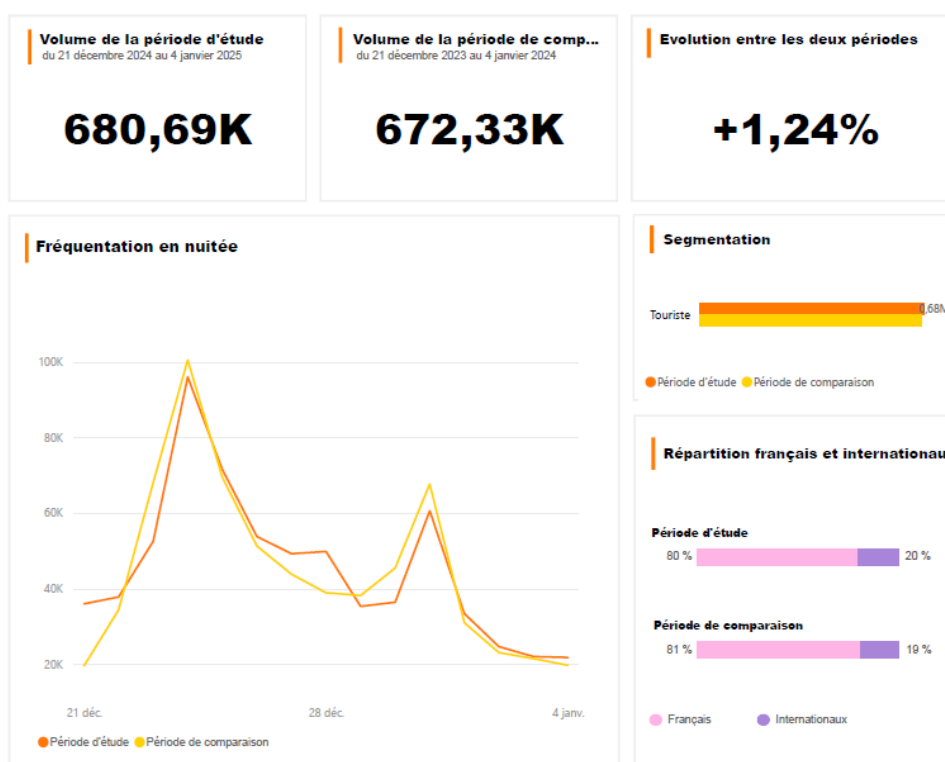 Volume de la période d'étude
du 21 décembre 2024 au 4 janvier 2025
680,69K
Volume de la période de comp...
du 21 décembre 2023 au 4 janvier 2024
672,33K
Evolution entre les deux périodes
+1,24%
Fréquentation en nuitée
100K
80K
60K
40K
20K
21 déc.
28 déc.
4 janv.
Période d'étude Période de comparaison
Segmentation
Touriste
0,68M
Période d'étude Période de comparaison
Répartition français et internationau
Période d'étude
80 % 20 %
Période de comparaison
81 % 19 %
Français Internationaux